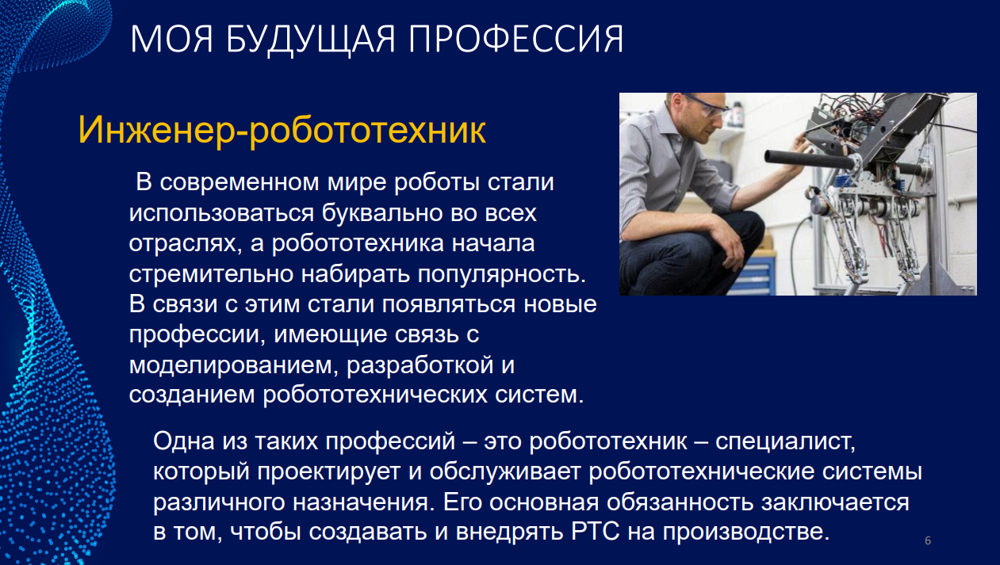 МОЯ БУДУЩАЯ ПРОФЕССИЯ
Инженер-робототехник
В современном мире роботы стали
использоваться буквально во всех
отраслях, а робототехника начала
стремительно набирать популярность.
В связи с этим стали появляться новые
профессии, имеющие связь с
моделированием, разработкой и
созданием робототехнических систем.
Одна из таких профессий – это робототехник – специалист,
который проектирует и обслуживает робототехнические системы
различного назначения. Его основная обязанность заключается
в том, чтобы создавать и внедрять РТС на производстве.
6